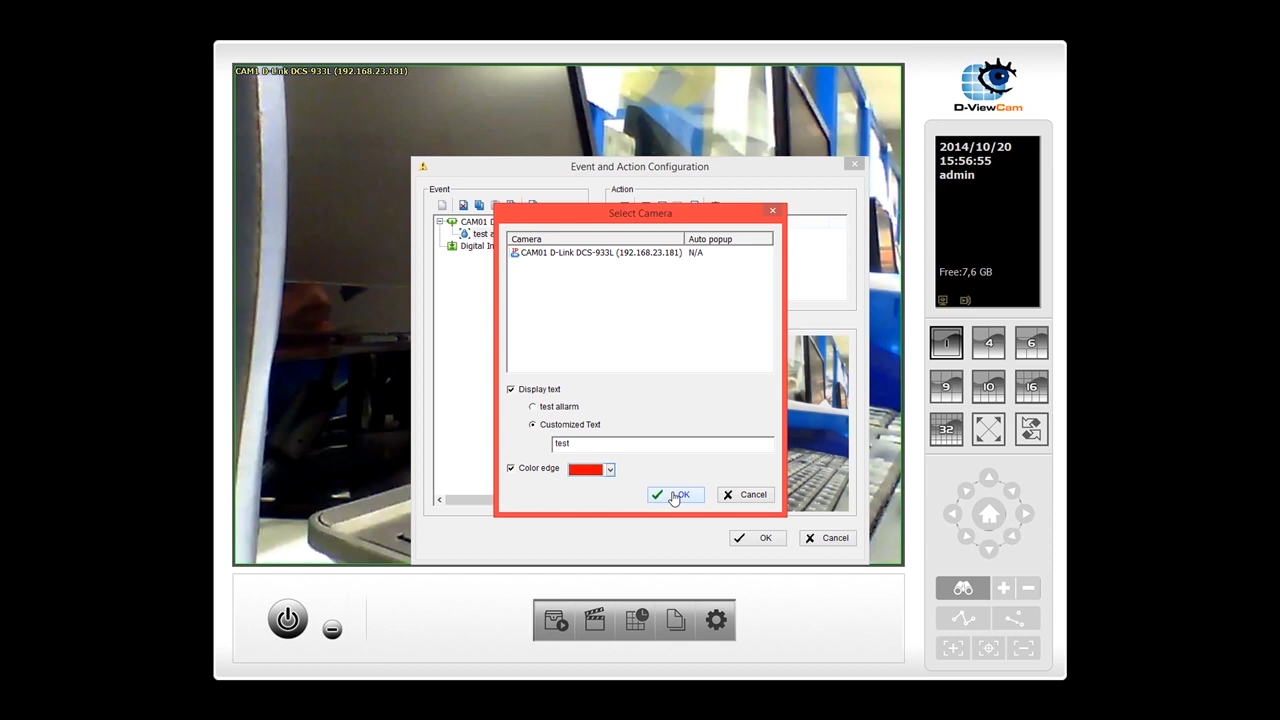 CAM1 D-Link DCS-933L (192.168.23.181)
D-ViewCam
2014/10/20
15:56:55
admin
Free:7,6 GB
Event and Action Configuration
Event
Action
CAM01 D
test a
Digital In
Select Camera
Camera
Auto popup
CAM01 D-Link DCS-933L (192.168.23.181)
N/A
Display text
test allarm
Customized Text
test
Color edge
OK
Cancel
OK
Cancel
1
4
6
9
10
16
32